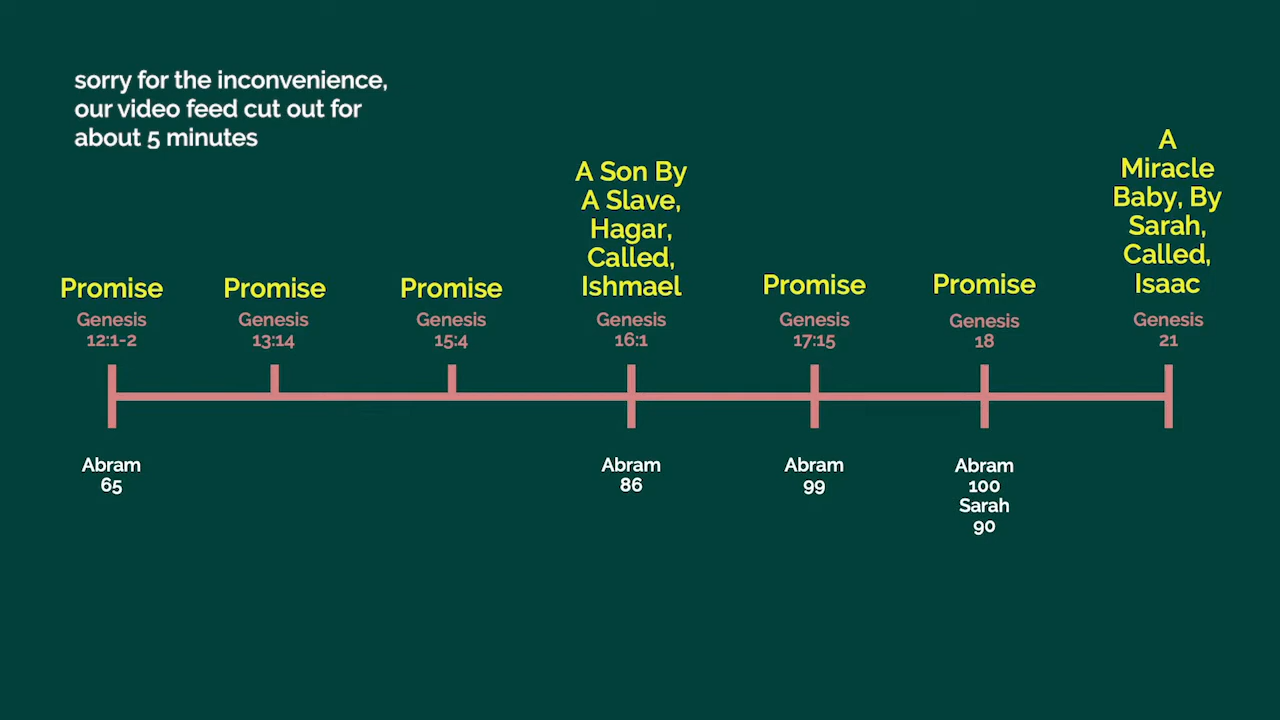 sorry for the inconvenience,
our video feed cut out for
about 5 minutes
Promise
Genesis
12:1-2
Abram
65
Promise
Genesis
13:14
Promise
Genesis
15:4
A Son By
A Slave,
Hagar,
Called,
Ishmael
Genesis
16:1
Abram
86
Promise
Genesis
17:15
Abram
99
Promise
Genesis
18
Abram
100
Sarah
90
A
Miracle
Baby, By
Sarah,
Called,
Isaac
Genesis
21